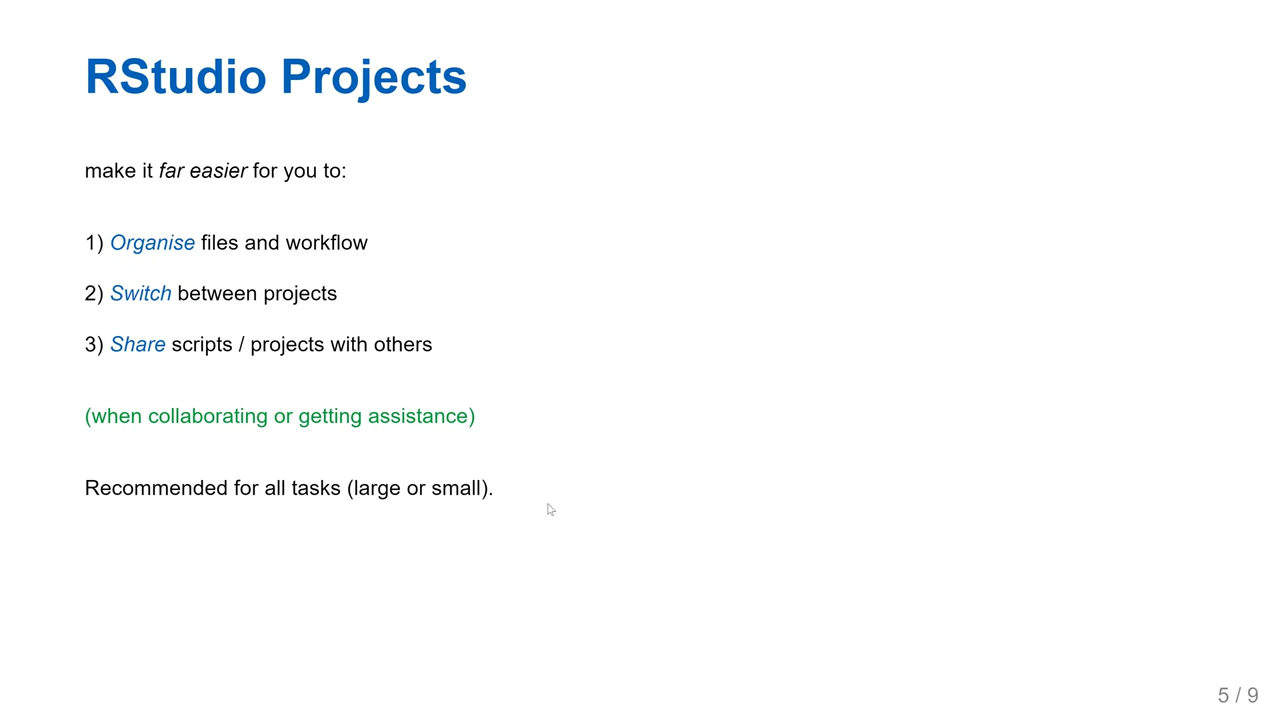 RStudio Projects
make it far easier for you to:
1) Organise files and workflow
2) Switch between projects
3) Share scripts / projects with others
(when collaborating or getting assistance)
Recommended for all tasks (large or small).
5 / 9